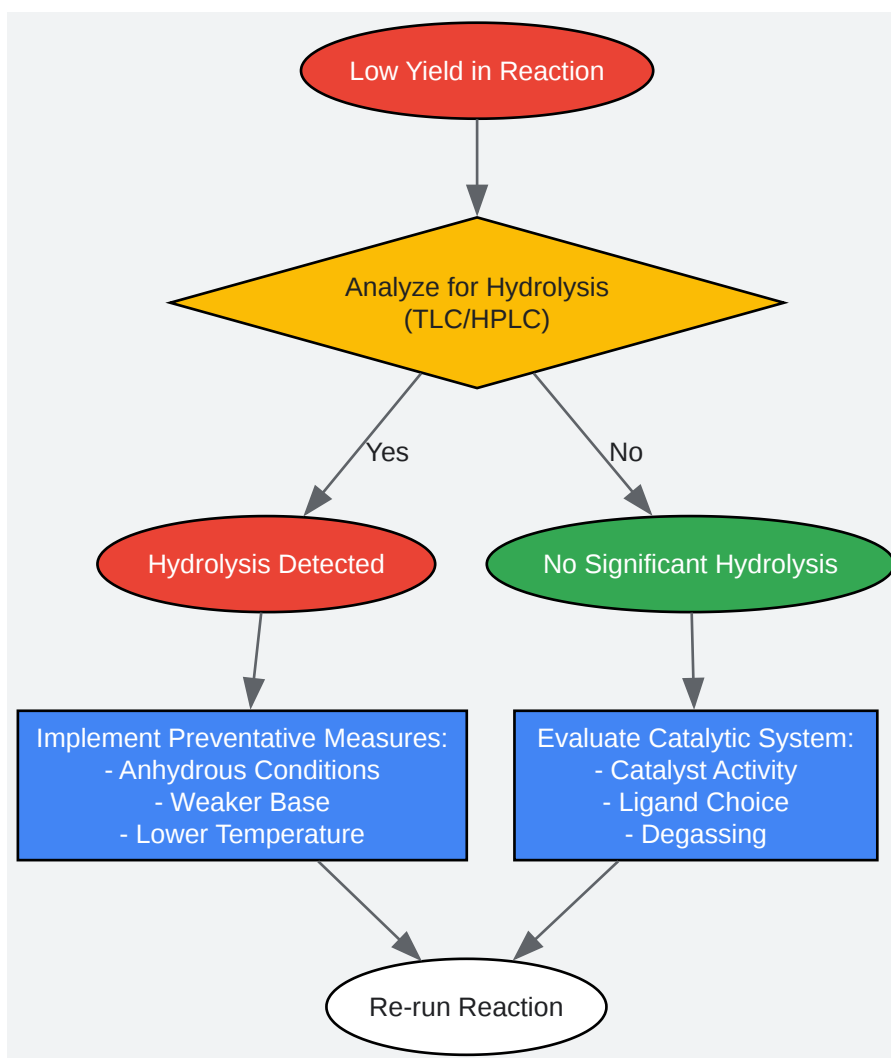 Low Yield in Reaction
Analyze for Hydrolysis
(TLC/HPLC)
Yes
No
Hydrolysis Detected
No Significant Hydrolysis
Implement Preventative Measures:
- Anhydrous Conditions
- Weaker Base
- Lower Temperature
Evaluate Catalytic System:
- Catalyst Activity
- Ligand Choice
- Degassing
Re-run Reaction